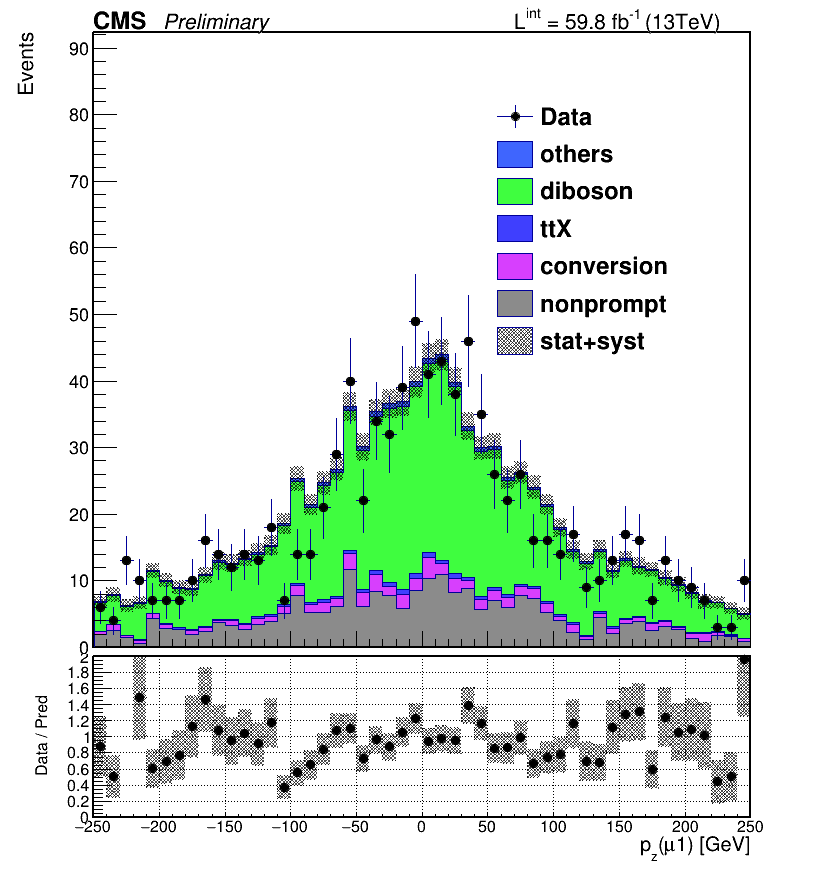 CMS Preliminary L^int = 59.8 fb^-1 (13TeV)
Events
90
80
70
60
50
40
30
20
10
0
Data
others
diboson
ttX
conversion
nonprompt
stat+syst
Data / Pred
2
1.8
1.6
1.4
1.2
1
0.8
0.6
0.4
0.2
0
−250 −200 −150 −100 −50 0 50 100 150 200 250
p_z(μ1) [GeV]